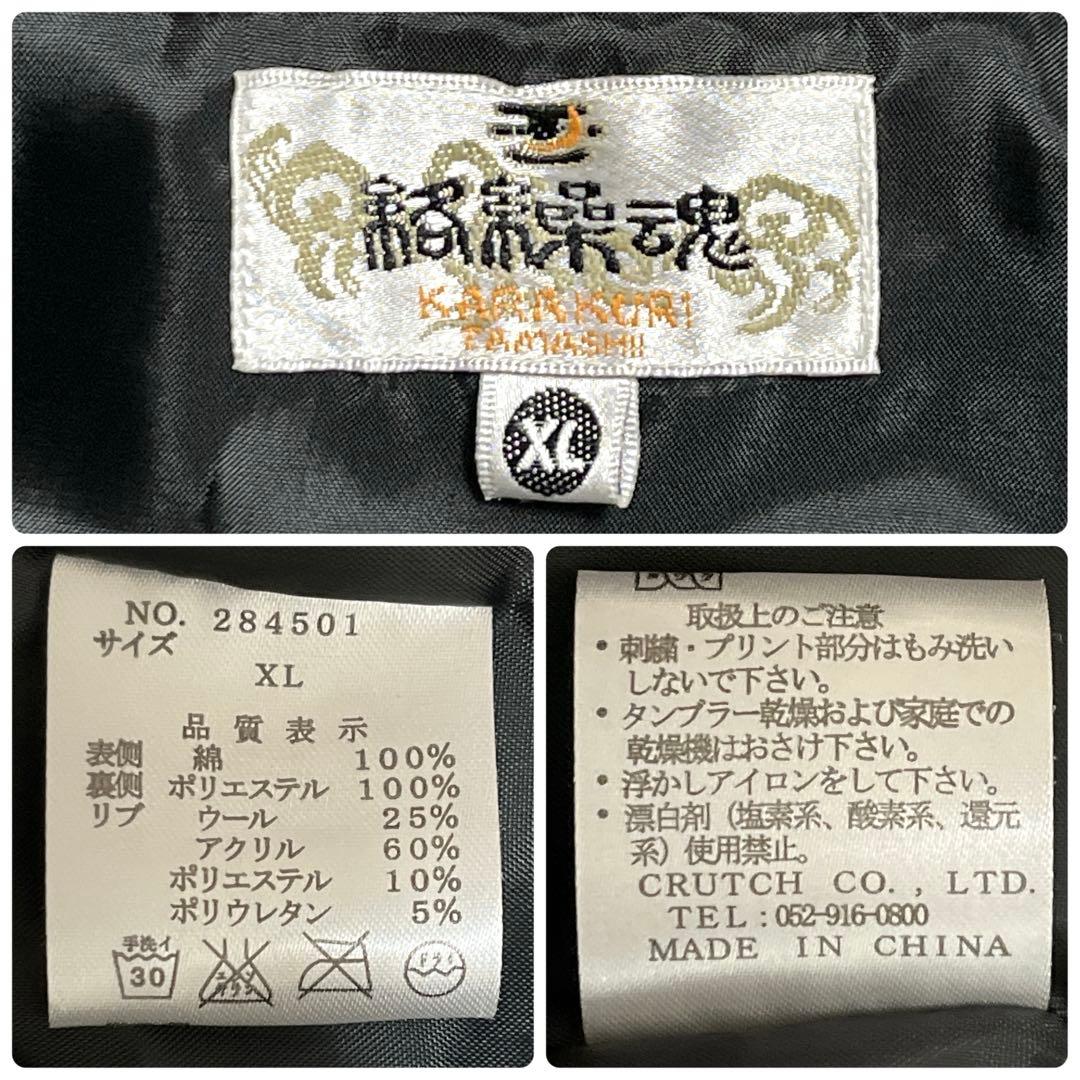 絡繰魂
KARAKURI
TAMASHII
XL
NO. 284501
サイズ
XL
品質表示
表側 綿 100%
裏側 ポリエステル 100%
リブ ウール 25%
アクリル 60%
ポリエステル 10%
ポリウレタン 5%
手洗イ
30
ドライ
取扱上のご注意
・刺繍・プリント部分はもみ洗い
しないで下さい。
・タンブラー乾燥および家庭での
乾燥機はおさけ下さい。
・浮かしアイロンをして下さい。
・漂白剤（塩素系、酸素系、還元
系）使用禁止。
CRUTCH CO., LTD.
TEL:052-916-0800
MADE IN CHINA